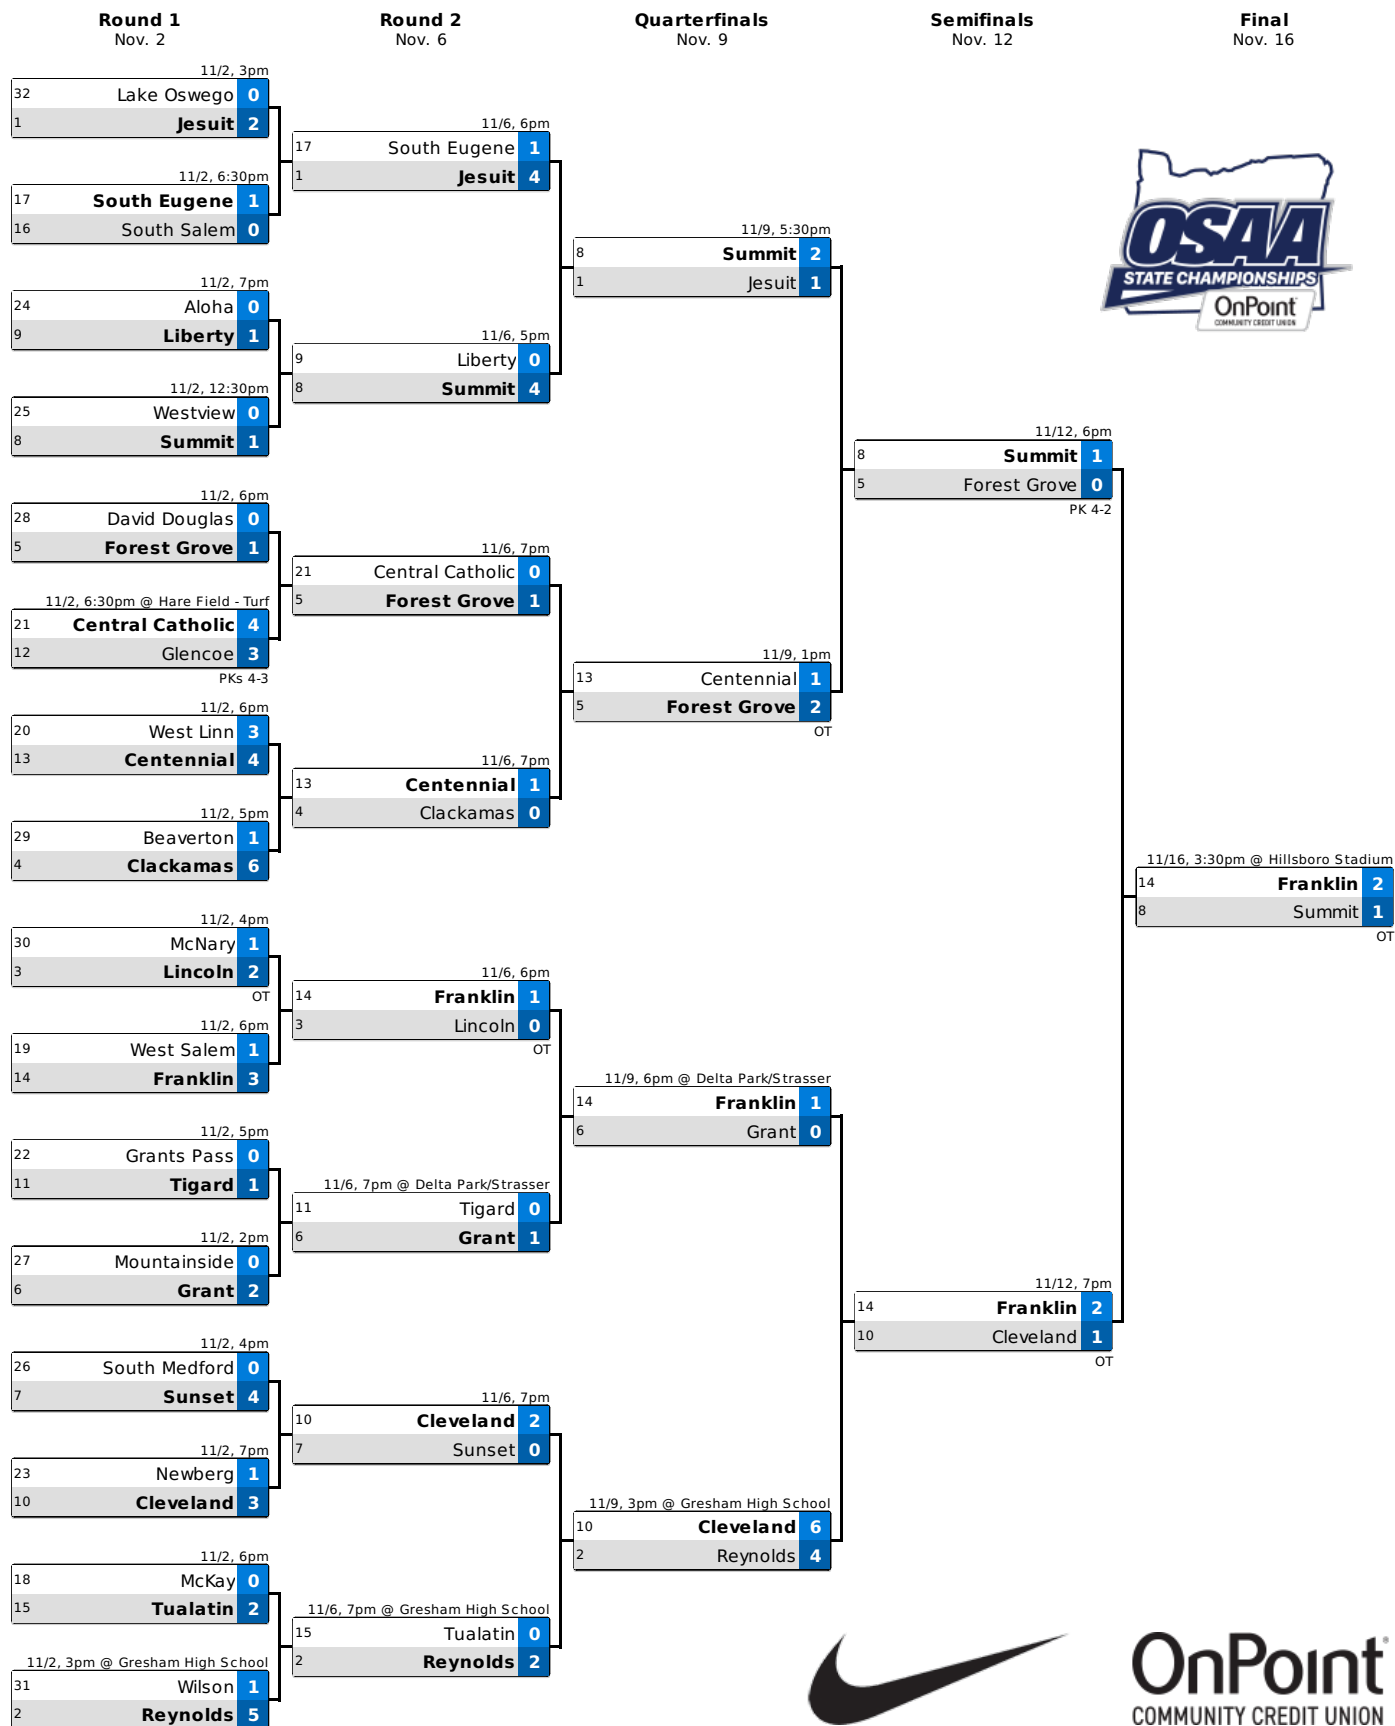 Round 1
Nov. 2
Round 2
Nov. 6
Quarterfinals
Nov. 9
Semifinals
Nov. 12
Final
Nov. 16
11/2, 3pm
32 Lake Oswego 0
1 Jesuit 2
11/2, 6:30pm
17 South Eugene 1
16 South Salem 0
11/2, 7pm
24 Aloha 0
9 Liberty 1
11/2, 12:30pm
25 Westview 0
8 Summit 1
11/2, 6pm
28 David Douglas 0
5 Forest Grove 1
11/2, 6:30pm @ Hare Field - Turf
21 Central Catholic 4
12 Glencoe 3
PKs 4-3
11/2, 6pm
20 West Linn 3
13 Centennial 4
11/2, 5pm
29 Beaverton 1
4 Clackamas 6
11/2, 4pm
30 McNary 1
3 Lincoln 2
OT
11/2, 6pm
19 West Salem 1
14 Franklin 3
11/2, 5pm
22 Grants Pass 0
11 Tigard 1
11/2, 2pm
27 Mountainside 0
6 Grant 2
11/2, 4pm
26 South Medford 0
7 Sunset 4
11/2, 7pm
23 Newberg 1
10 Cleveland 3
11/2, 6pm
18 McKay 0
15 Tualatin 2
11/2, 3pm @ Gresham High School
31 Wilson 1
2 Reynolds 5
11/6, 6pm
17 South Eugene 1
1 Jesuit 4
11/6, 5pm
9 Liberty 0
8 Summit 4
11/6, 7pm
21 Central Catholic 0
5 Forest Grove 1
11/6, 7pm
13 Centennial 1
4 Clackamas 0
11/6, 6pm
14 Franklin 1
3 Lincoln 0
OT
11/6, 7pm @ Delta Park/Strasser
11 Tigard 0
6 Grant 1
11/6, 7pm
10 Cleveland 2
7 Sunset 0
11/6, 7pm @ Gresham High School
15 Tualatin 0
2 Reynolds 2
11/9, 5:30pm
8 Summit 2
1 Jesuit 1
11/9, 1pm
13 Centennial 1
5 Forest Grove 2
OT
11/9, 6pm @ Delta Park/Strasser
14 Franklin 1
6 Grant 0
11/9, 3pm @ Gresham High School
10 Cleveland 6
2 Reynolds 4
11/12, 6pm
8 Summit 1
5 Forest Grove 0
PK 4-2
11/12, 7pm
14 Franklin 2
10 Cleveland 1
OT
11/16, 3:30pm @ Hillsboro Stadium
14 Franklin 2
8 Summit 1
OT
OSAA
STATE CHAMPIONSHIPS
OnPoint
COMMUNITY CREDIT UNION
OnPoint
COMMUNITY CREDIT UNION